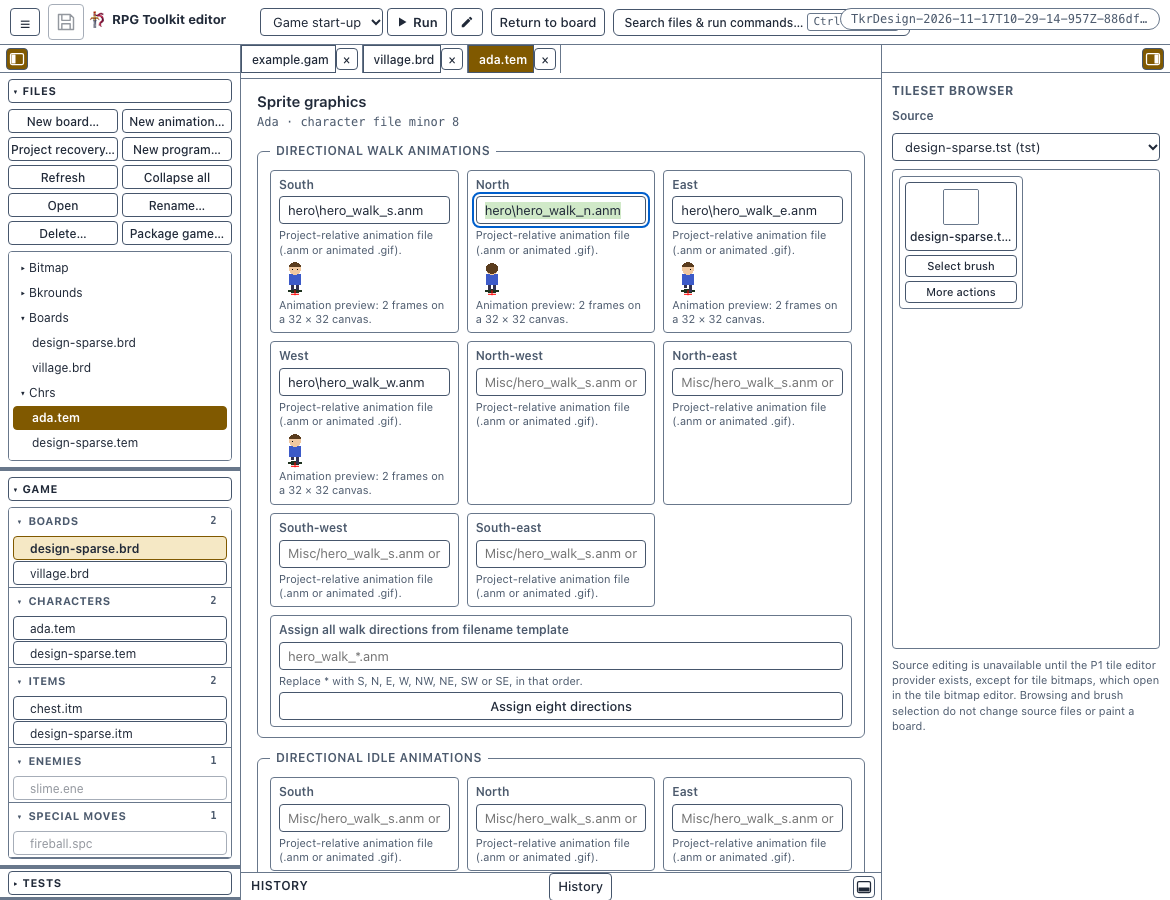 RPG Toolkit editor
Game start-up
Run
Return to board
Search files & run commands...
Ctrl
TkrDesign-2026-11-17T10-29-14-957Z-886df…
example.gam ×
village.brd ×
ada.tem ×
FILES
New board...
New animation...
Project recovery...
New program...
Refresh
Collapse all
Open
Rename...
Delete...
Package game...
Bitmap
Bkrounds
Boards
design-sparse.brd
village.brd
Chrs
ada.tem
design-sparse.tem
GAME
BOARDS 2
design-sparse.brd
village.brd
CHARACTERS 2
ada.tem
design-sparse.tem
ITEMS 2
chest.itm
design-sparse.itm
ENEMIES 1
slime.ene
SPECIAL MOVES 1
fireball.spc
TESTS
Sprite graphics
Ada · character file minor 8
DIRECTIONAL WALK ANIMATIONS
South
hero\hero_walk_s.anm
Project-relative animation file
(.anm or animated .gif).
Animation preview: 2 frames on
a 32 × 32 canvas.
North
hero\hero_walk_n.anm
Project-relative animation file
(.anm or animated .gif).
Animation preview: 2 frames on
a 32 × 32 canvas.
East
hero\hero_walk_e.anm
Project-relative animation file
(.anm or animated .gif).
Animation preview: 2 frames on
a 32 × 32 canvas.
West
hero\hero_walk_w.anm
Project-relative animation file
(.anm or animated .gif).
Animation preview: 2 frames on
a 32 × 32 canvas.
North-west
Misc/hero_walk_s.anm or
Project-relative animation file
(.anm or animated .gif).
North-east
Misc/hero_walk_s.anm or
Project-relative animation file
(.anm or animated .gif).
South-west
Misc/hero_walk_s.anm or
Project-relative animation file
(.anm or animated .gif).
South-east
Misc/hero_walk_s.anm or
Project-relative animation file
(.anm or animated .gif).
Assign all walk directions from filename template
hero_walk_*.anm
Replace * with S, N, E, W, NW, NE, SW or SE, in that order.
Assign eight directions
DIRECTIONAL IDLE ANIMATIONS
South
Misc/hero_walk_s.anm or
Project-relative animation file
(.anm or animated .gif).
North
Misc/hero_walk_s.anm or
Project-relative animation file
(.anm or animated .gif).
East
Misc/hero_walk_s.anm or
Project-relative animation file
(.anm or animated .gif).
HISTORY
History
TILESET BROWSER
Source
design-sparse.tst (tst)
design-sparse.t...
Select brush
More actions
Source editing is unavailable until the P1 tile editor
provider exists, except for tile bitmaps, which open
in the tile bitmap editor. Browsing and brush
selection do not change source files or paint a
board.